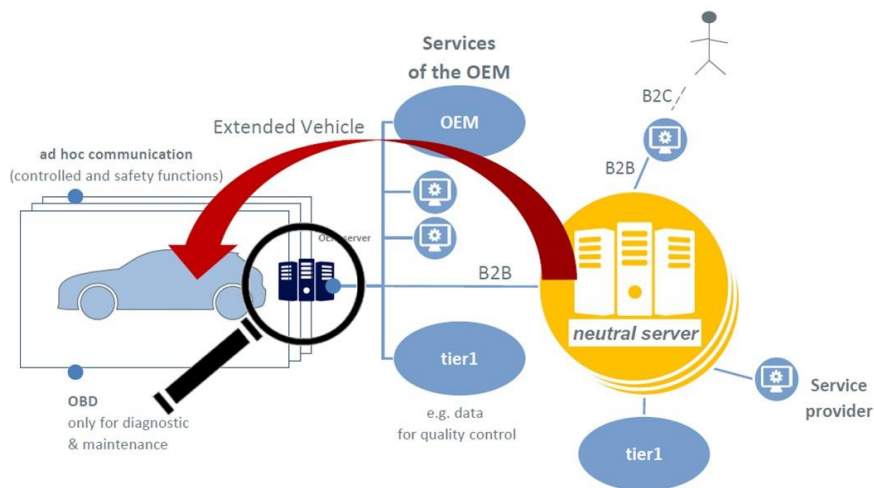 Services
of the OEM
OEM
Extended Vehicle
ad hoc communication
(controlled and safety functions)
server
B2B
tier1
e.g. data
for quality control
OBD
only for diagnostic
& maintenance
B2C
B2B
neutral server
Service
provider
tier1